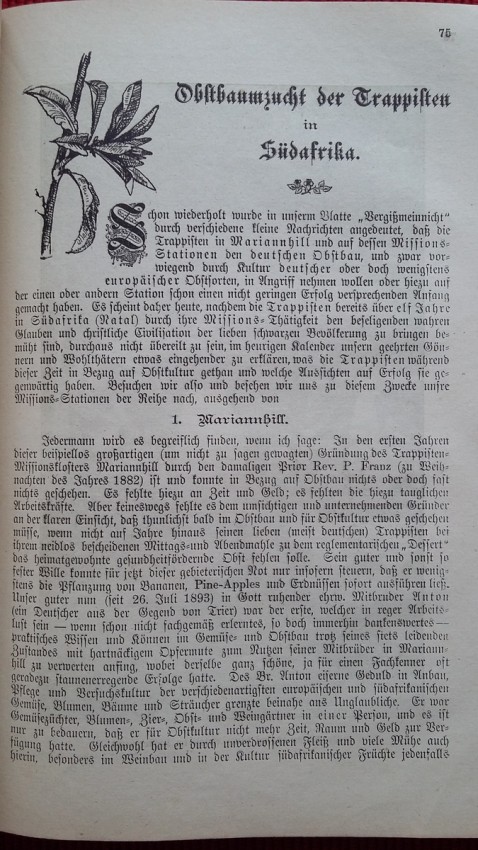 75
Obstbaumzucht der Trappisten
in
Südafrika.
Schon wiederholt wurde in unserm Blatte „Vergißmeinnicht“
durch verschiedene kleine Nachrichten angedeutet, daß die
Trappisten in Mariannhill und auf dessen Missions-
Stationen den deutschen Obstbau, und zwar vor-
wiegend durch Kultur deutscher oder doch wenigstens
europäischer Obstsorten, in Angriff nehmen wollen oder hiezu auf
der einen oder andern Station schon einen nicht geringen Erfolg versprechenden Anfang
gemacht haben. Es scheint daher heute, nachdem die Trappisten bereits über elf Jahre
in Südafrika (Natal) durch ihre Missions-Thätigkeit den beseligenden wahren
Glauben und christliche Civilisation der lieben schwarzen Bevölkerung zu bringen be-
müht sind, durchaus nicht übereilt zu sein, im heurigen Kalender unsern geehrten Gön-
nern und Wohlthätern etwas eingehender zu erklären, was die Trappisten während
dieser Zeit in Bezug auf Obstkultur gethan und welche Aussichten auf Erfolg sie ge-
genwärtig haben. Besuchen wir also und besehen wir uns zu diesem Zwecke unsre
Missions-Stationen der Reihe nach, ausgehend von
1. Mariannhill.
Jedermann wird es begreiflich finden, wenn ich sage: In den ersten Jahren
dieser beispiellos großartigen (um nicht zu sagen gewagten) Gründung des Trappisten-
Missionsklosters Mariannhill durch den damaligen Prior Rev. P. Franz (zu Weih-
nachten des Jahres 1882) ist und konnte in Bezug auf Obstbau nichts oder doch fast
nichts geschehen. Es fehlte hiezu an Zeit und Geld; es fehlten die hiezu tauglichen
Arbeitskräfte. Aber keineswegs fehlte es dem umsichtigen und unternehmenden Gründer
an der klaren Einsicht, daß thunlichst bald im Obstbau und für Obstkultur etwas geschehen
müsse, wenn nicht auf Jahre hinaus seinen lieben (meist deutschen) Trappisten bei
ihrem neidlos bescheidenen Mittags- und Abendmahle zu dem reglementarischen „Dessert“
das heimatgewohnte gesundheitfördernde Obst fehlen solle. Sein guter und sonst so
fester Wille konnte für jetzt dieser gebieterischen Not nur insofern steuern, daß er wenig-
stens die Pflanzung von Bananen, Pine-Apples und Erdnüssen sofort ausführen ließ.
Unser guter nun (seit 26. Juli 1893) in Gott ruhender ehrw. Mitbruder Anton
(ein Deutscher aus der Gegend von Trier) war der erste, welcher in reger Arbeits-
lust sein — wenn schon nicht fachgemäß erlerntes, so doch immerhin dankenswertes —
praktisches Wissen und Können im Gemüse- und Obstbau trotz seines stets leidenden
Zustandes mit hartnäckigem Opfermute zum Nutzen seiner Mitbrüder in Mariann-
hill zu verwerten anfing, wobei derselbe ganz schöne, ja für einen Fachkenner oft
geradezu staunenerregende Erfolge hatte. Des Br. Anton eiserne Geduld in Anbau,
Pflege und Versuchskultur der verschiedenartigsten europäischen und südafrikanischen
Gemüse, Blumen, Bäume und Sträucher grenzte beinahe ans Unglaubliche. Er war
Gemüsezüchter, Blumen-, Zier-, Obst- und Weingärtner in einer Person, und es ist
nur zu bedauern, daß er für Obstkultur nicht mehr Zeit, Raum und Geld zur Ver-
fügung hatte. Gleichwohl hat er durch unverdrossenen Fleiß und viele Mühe auch
hierin, besonders im Weinbau und in der Kultur südafrikanischer Früchte jedenfalls